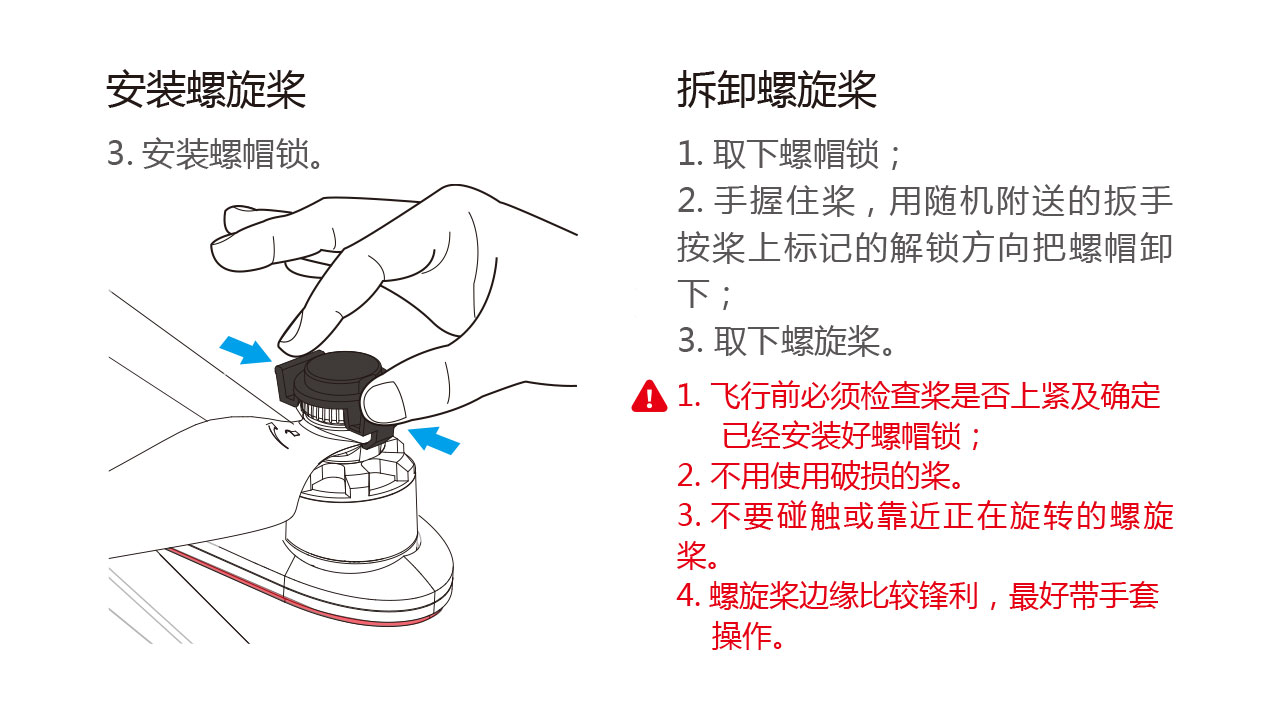 安装螺旋桨
3. 安装螺帽锁。
拆卸螺旋桨
1. 取下螺帽锁；
2. 手握住桨，用随机附送的扳手
按桨上标记的解锁方向把螺帽卸
下；
3. 取下螺旋桨。
1. 飞行前必须检查桨是否上紧及确定
已经安装好螺帽锁；
2. 不用使用破损的桨。
3. 不要碰触或靠近正在旋转的螺旋
桨。
4. 螺旋桨边缘比较锋利，最好带手套
操作。